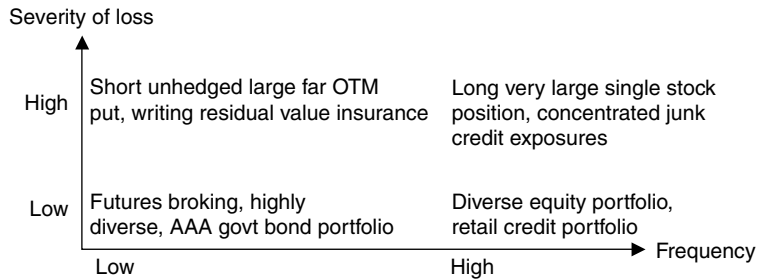 Severity of loss
High
Short unhedged large far OTM
put, writing residual value insurance
Long very large single stock
position, concentrated junk
credit exposures
Low
Futures broking, highly
diverse, AAA govt bond portfolio
Diverse equity portfolio,
retail credit portfolio
Frequency
Low
High